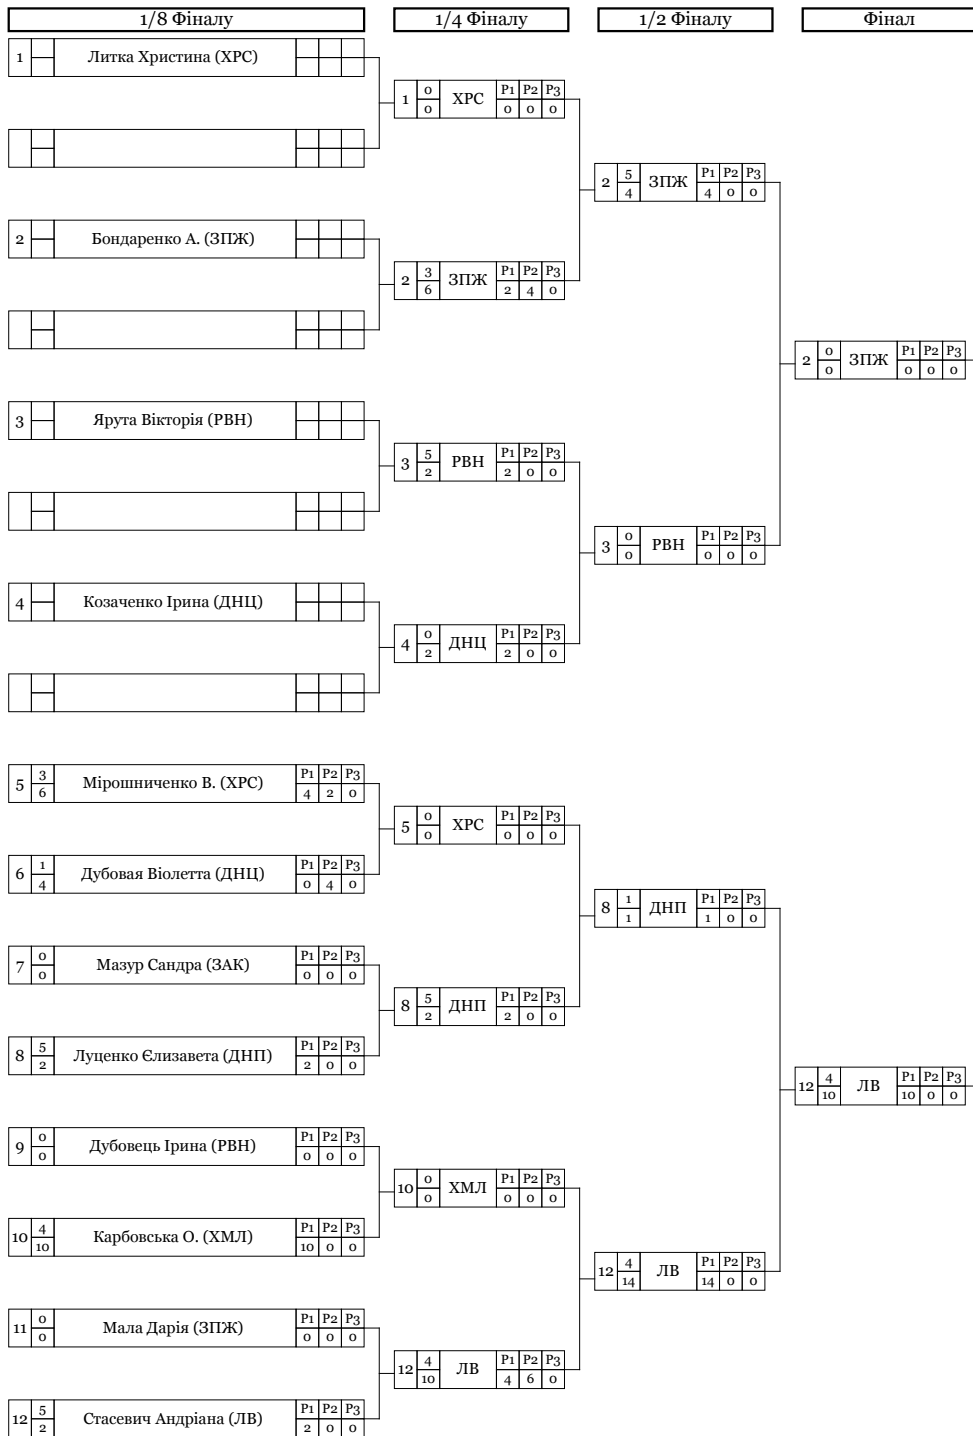 1/8 Фіналу 1/4 Фіналу 1/2 Фіналу Фінал
1 Литка Христина (ХРС)
1 0 ХРС P1 P2 P3
0 0 0 0
2 5 ЗПЖ P1 P2 P3
4 4 0 0
2 Бондаренко А. (ЗПЖ)
2 3 ЗПЖ P1 P2 P3
6 2 4 0
2 0 ЗПЖ P1 P2 P3
0 0 0 0
3 Ярута Вікторія (РВН)
3 5 РВН P1 P2 P3
2 2 0 0
3 0 РВН P1 P2 P3
0 0 0 0
4 Козаченко Ірина (ДНЦ)
4 0 ДНЦ P1 P2 P3
2 2 0 0
5 3 Мірошниченко В. (ХРС) P1 P2 P3
6 4 2 0
5 0 ХРС P1 P2 P3
0 0 0 0
6 1 Дубовая Віолетта (ДНЦ) P1 P2 P3
4 0 4 0
8 1 ДНП P1 P2 P3
1 1 0 0
7 0 Мазур Сандра (ЗАК) P1 P2 P3
0 0 0 0
8 5 ДНП P1 P2 P3
2 2 0 0
8 5 Луценко Єлизавета (ДНП) P1 P2 P3
2 2 0 0
12 4 ЛВ P1 P2 P3
10 10 0 0
9 0 Дубовець Ірина (РВН) P1 P2 P3
0 0 0 0
10 0 ХМЛ P1 P2 P3
0 0 0 0
10 4 Карбовська О. (ХМЛ) P1 P2 P3
10 10 0 0
12 4 ЛВ P1 P2 P3
14 14 0 0
11 0 Мала Дарія (ЗПЖ) P1 P2 P3
0 0 0 0
12 4 ЛВ P1 P2 P3
10 4 6 0
12 5 Стасевич Андріана (ЛВ) P1 P2 P3
2 2 0 0